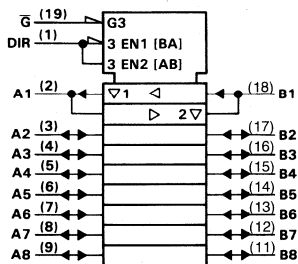 G̅ (19) G3
DIR (1) 3 EN1 [BA]
3 EN2 [AB]
A1 (2) ▽1 ◁ (18) B1
▷ 2▽
A2 (3) (17) B2
A3 (4) (16) B3
A4 (5) (15) B4
A5 (6) (14) B5
A6 (7) (13) B6
A7 (8) (12) B7
A8 (9) (11) B8